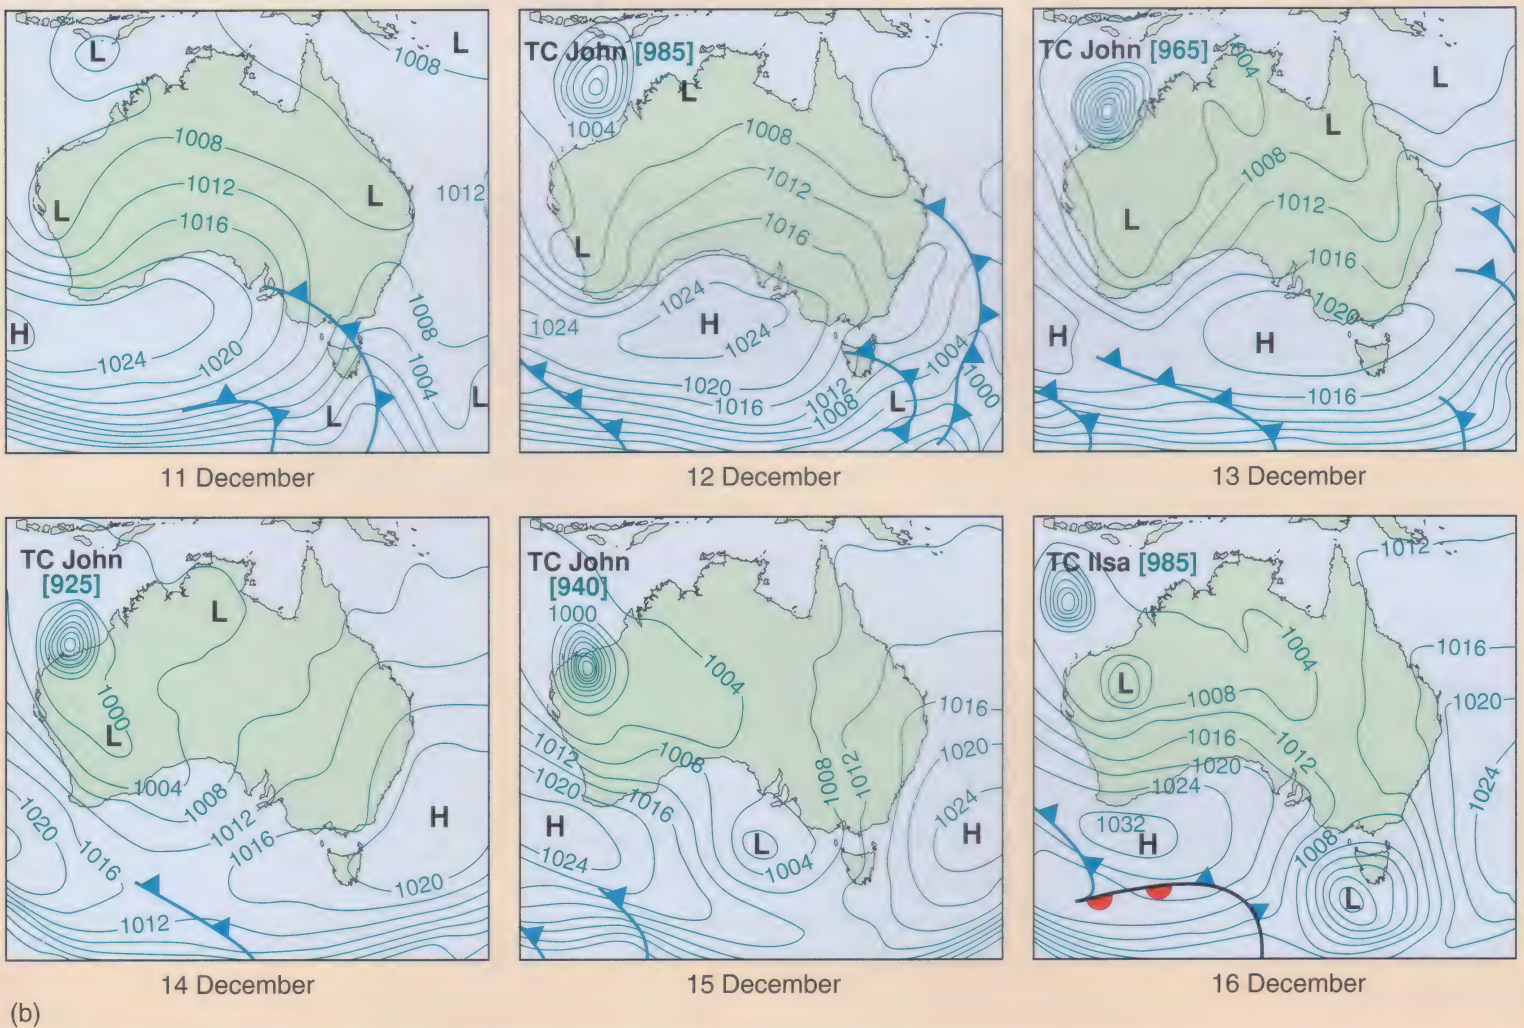 L
L
1008
1008
1012
1012
L
L
1016
1008
H
1024
1020
1004
L
L
11 December
TC John [985]
L
1004
1008
1012
1016
L
1024
1024
H
1024
1020
1016
1012
1008
1004
1000
L
12 December
TC John [965]
1004
L
L
1008
1012
L
1016
1020
H
H
1016
13 December
TC John
[925]
L
1000
L
1004
1008
1012
1016
H
1020
1016
1020
1012
14 December
TC John
[940]
1000
1004
1016
1012
1008
1008
1012
1020
1020
1016
1024
H
L
H
1024
1004
15 December
TC Ilsa [985]
1012
1004
1016
L
1008
1020
1016
1012
1020
1024
1024
1032
H
1008
L
16 December
(b)